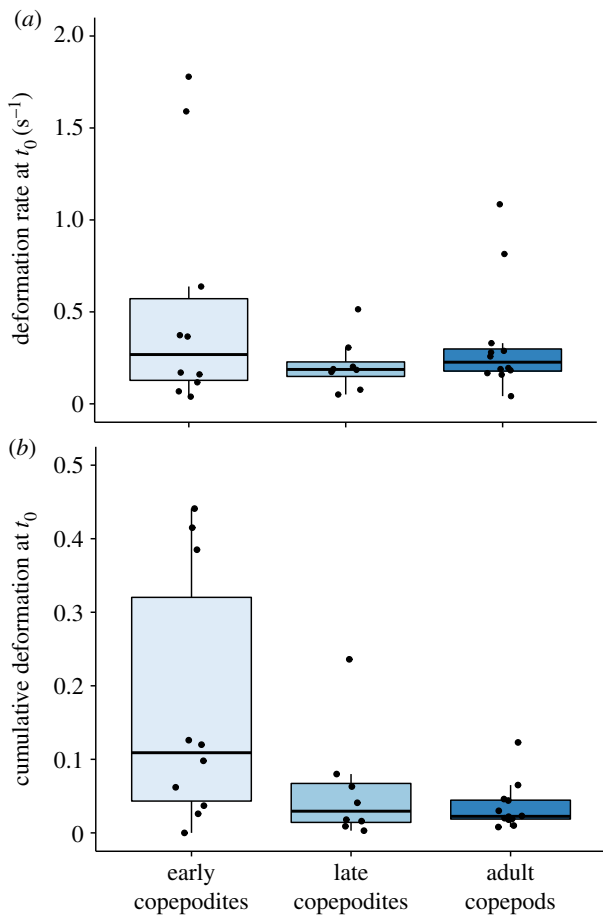 (a)
deformation rate at t₀ (s⁻¹)
2.0
1.5
1.0
0.5
0
(b)
cumulative deformation at t₀
0.5
0.4
0.3
0.2
0.1
0
early copepodites
late copepodites
adult copepods